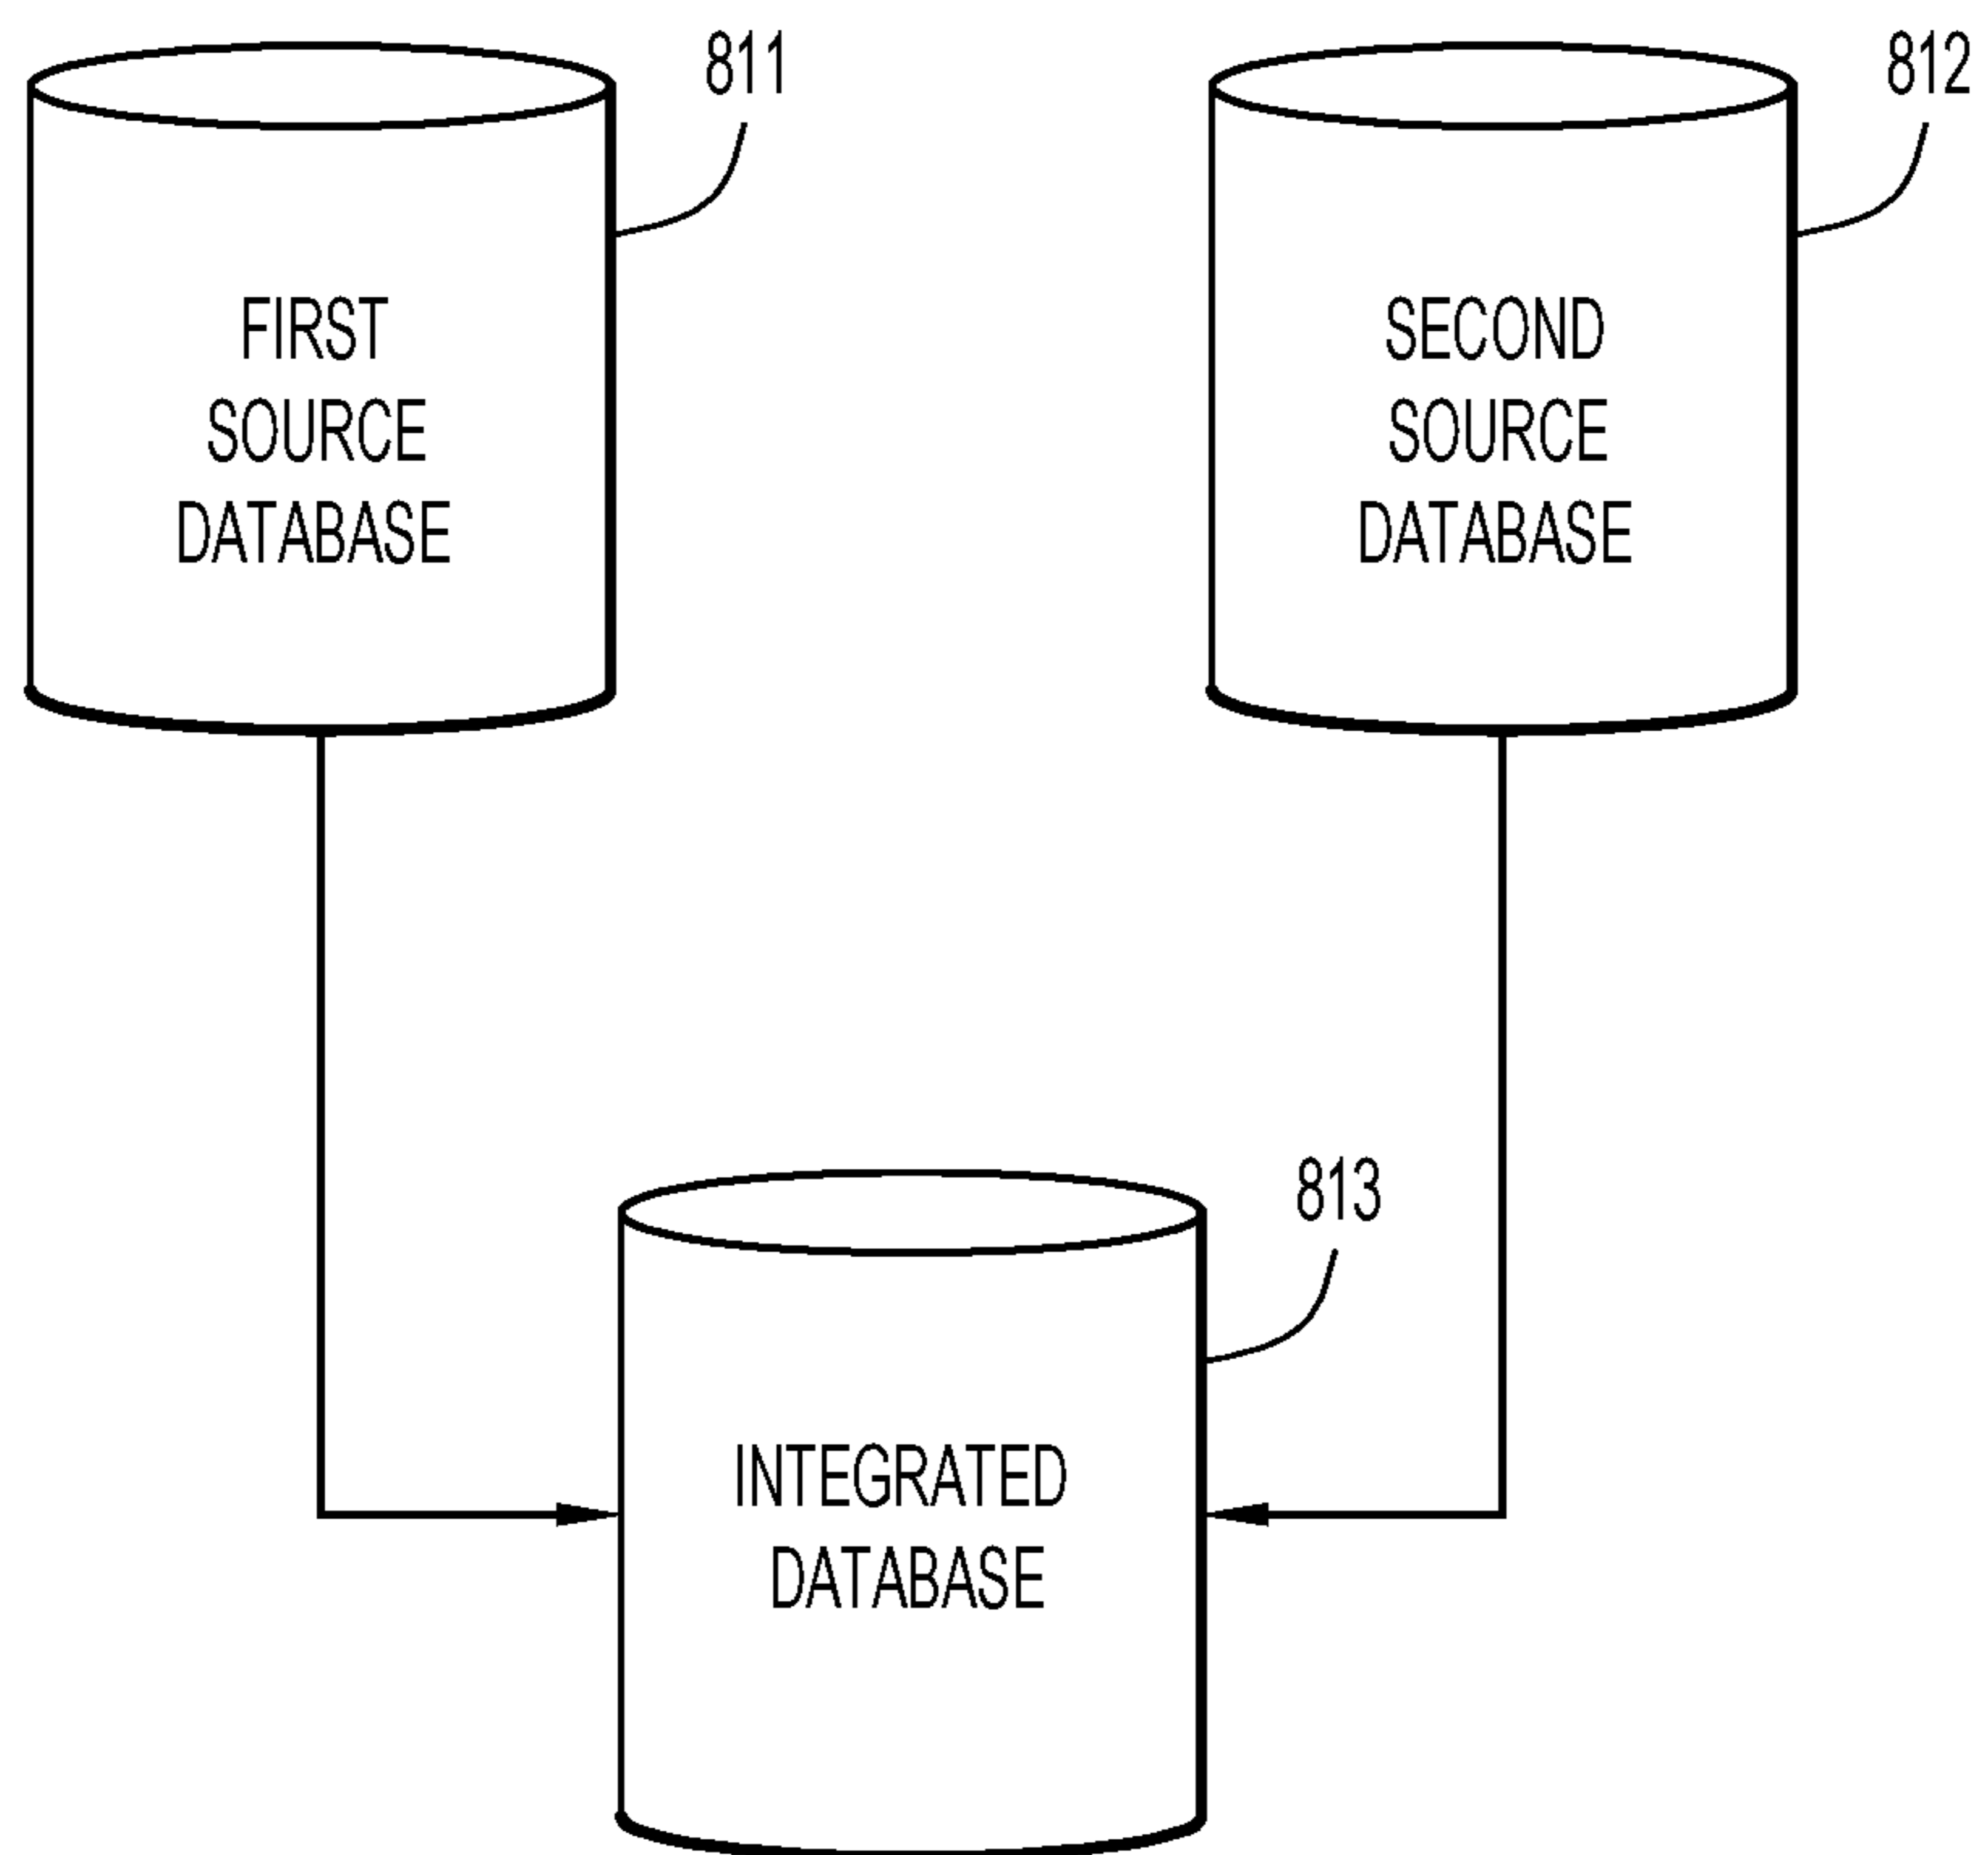 811
FIRST
SOURCE
DATABASE
812
SECOND
SOURCE
DATABASE
813
INTEGRATED
DATABASE